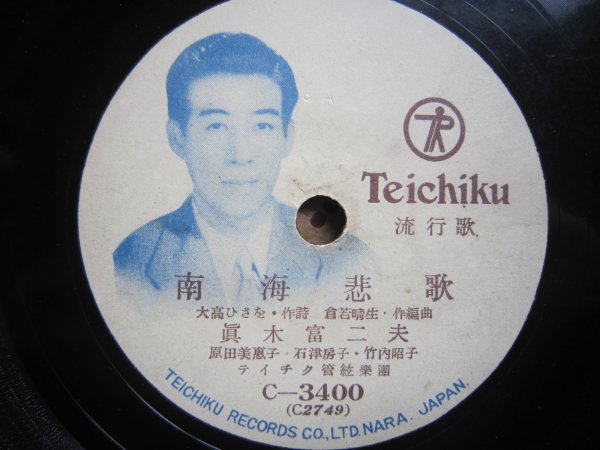 Teichiku
流行歌
南海悲歌
大高ひさを・作詩 倉若晴生・作編曲
眞木富二夫
原田美惠子・石津房子・竹内昭子
テイチク管絃樂團
C-3400
(C2749)
TEICHIKU RECORDS CO., LTD. NARA. JAPAN.